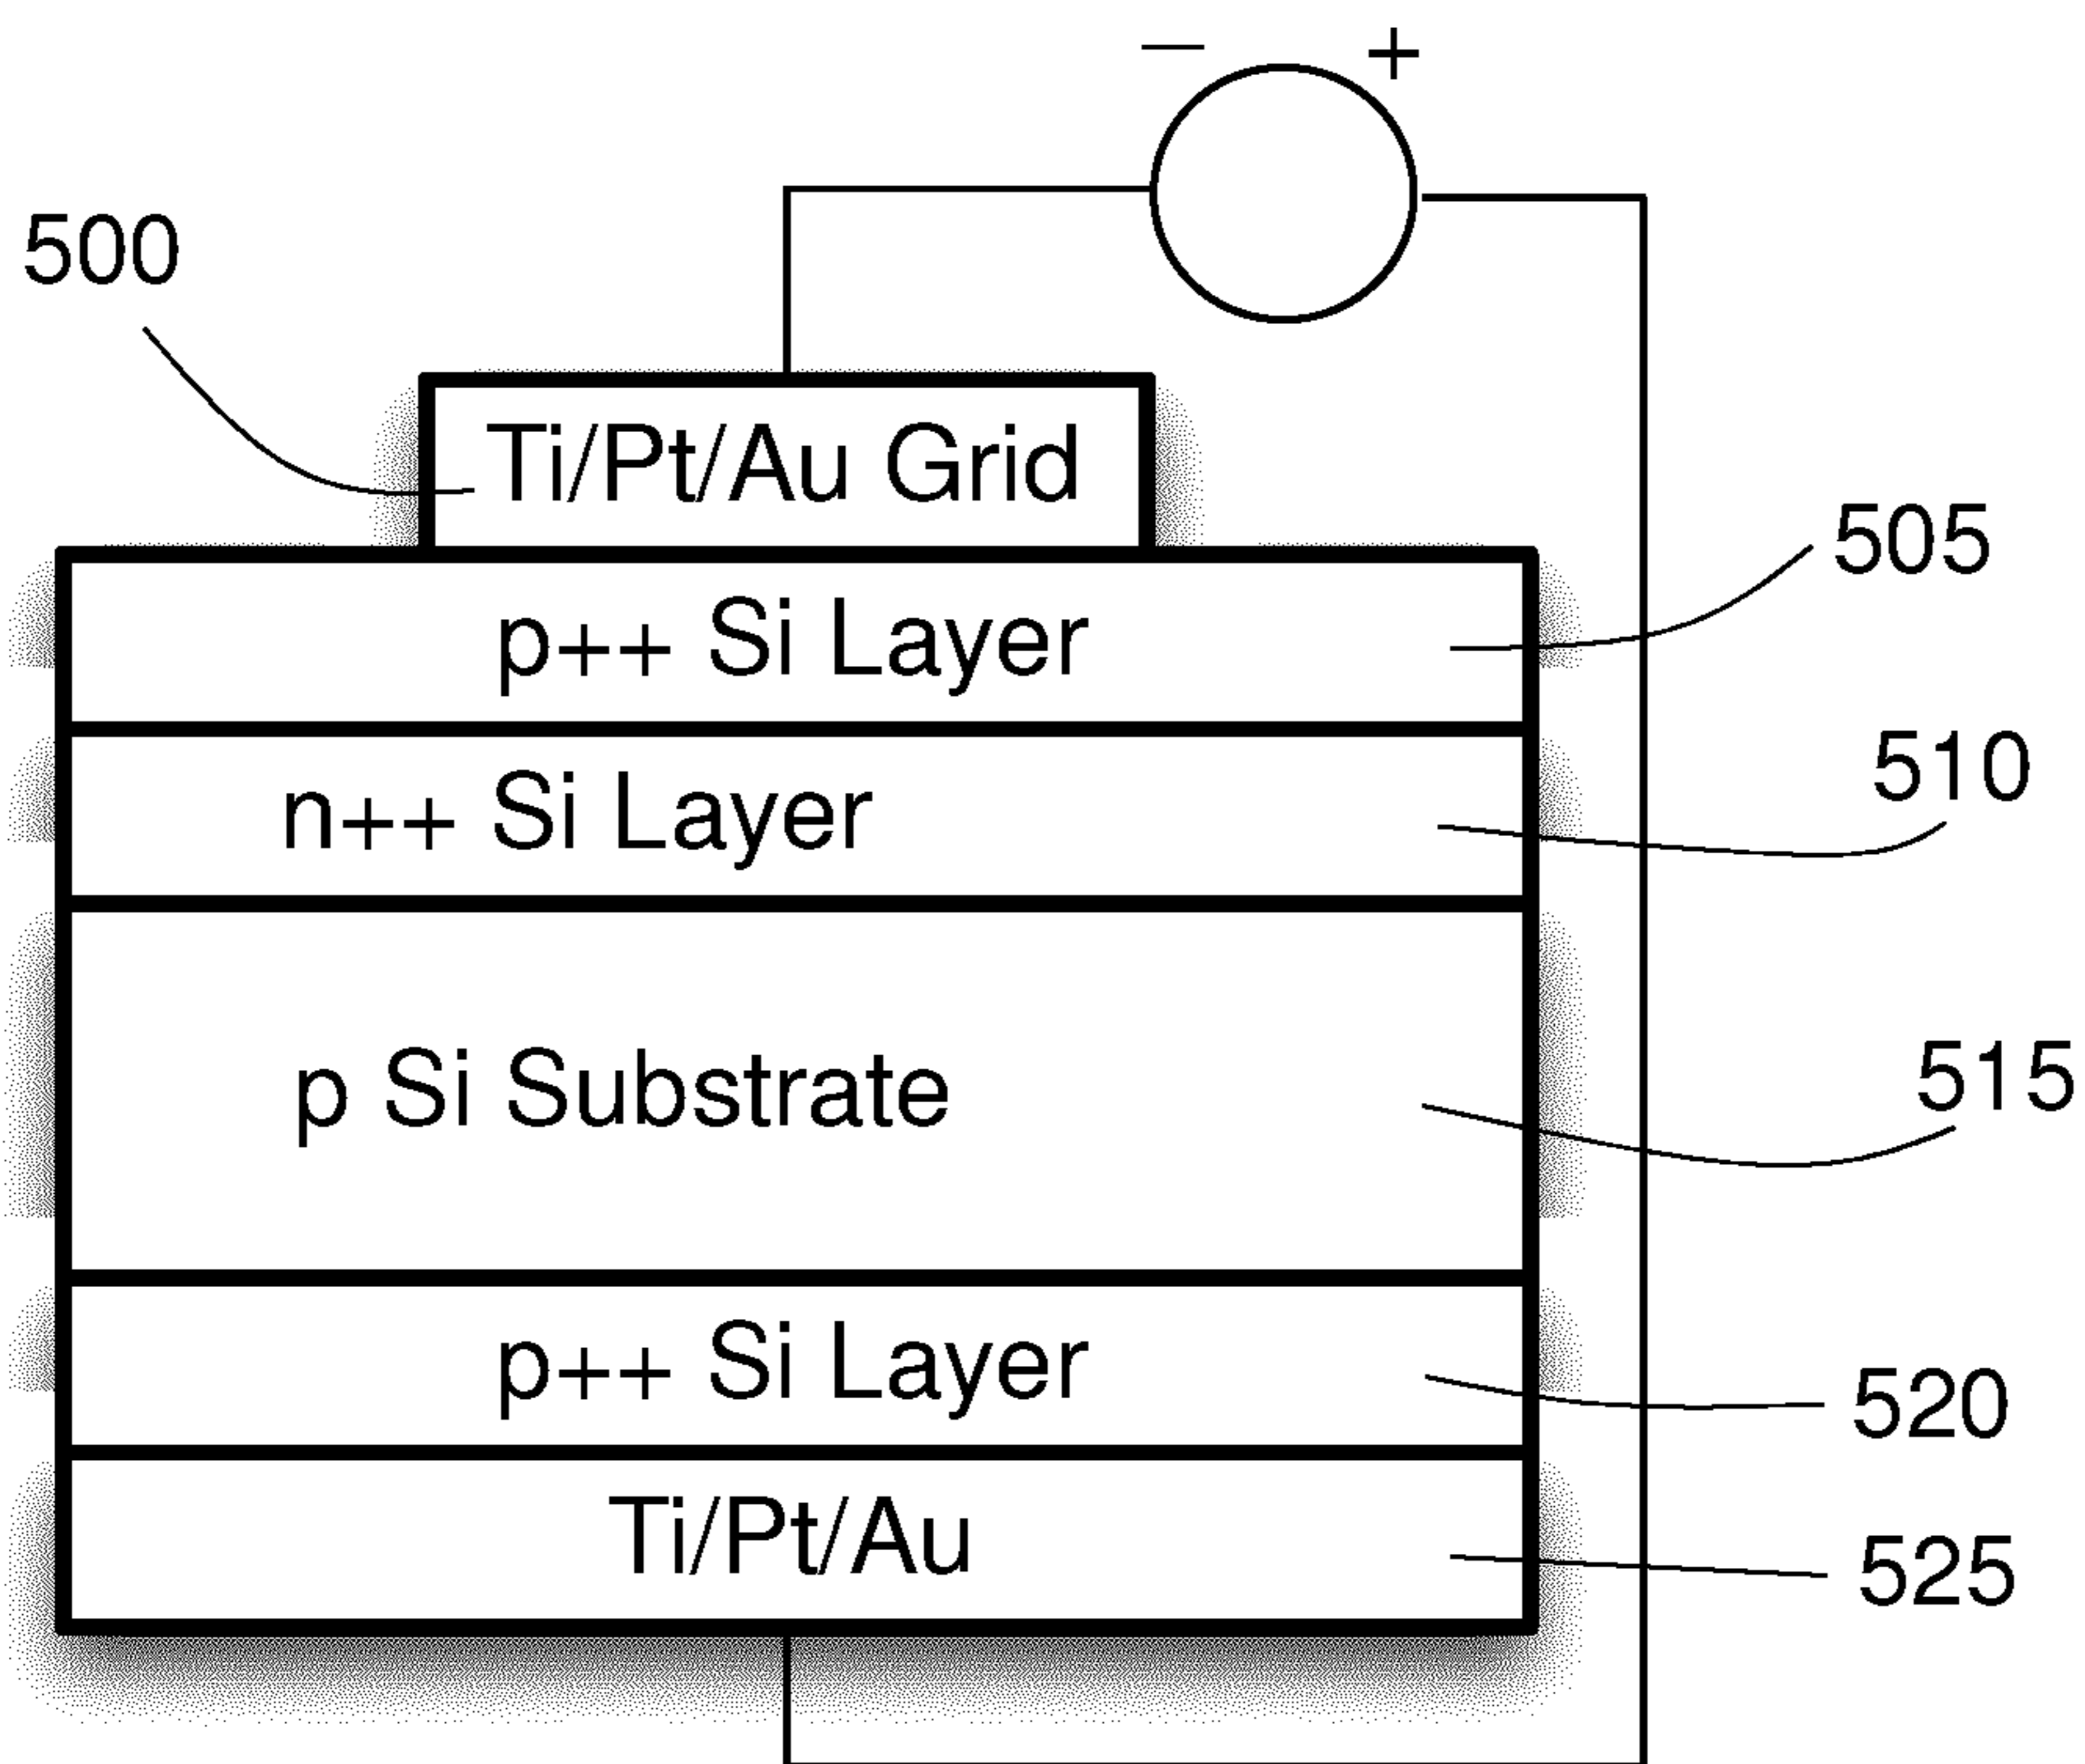 — +
500
Ti/Pt/Au Grid
505
p++ Si Layer
510
n++ Si Layer
515
p Si Substrate
520
p++ Si Layer
525
Ti/Pt/Au